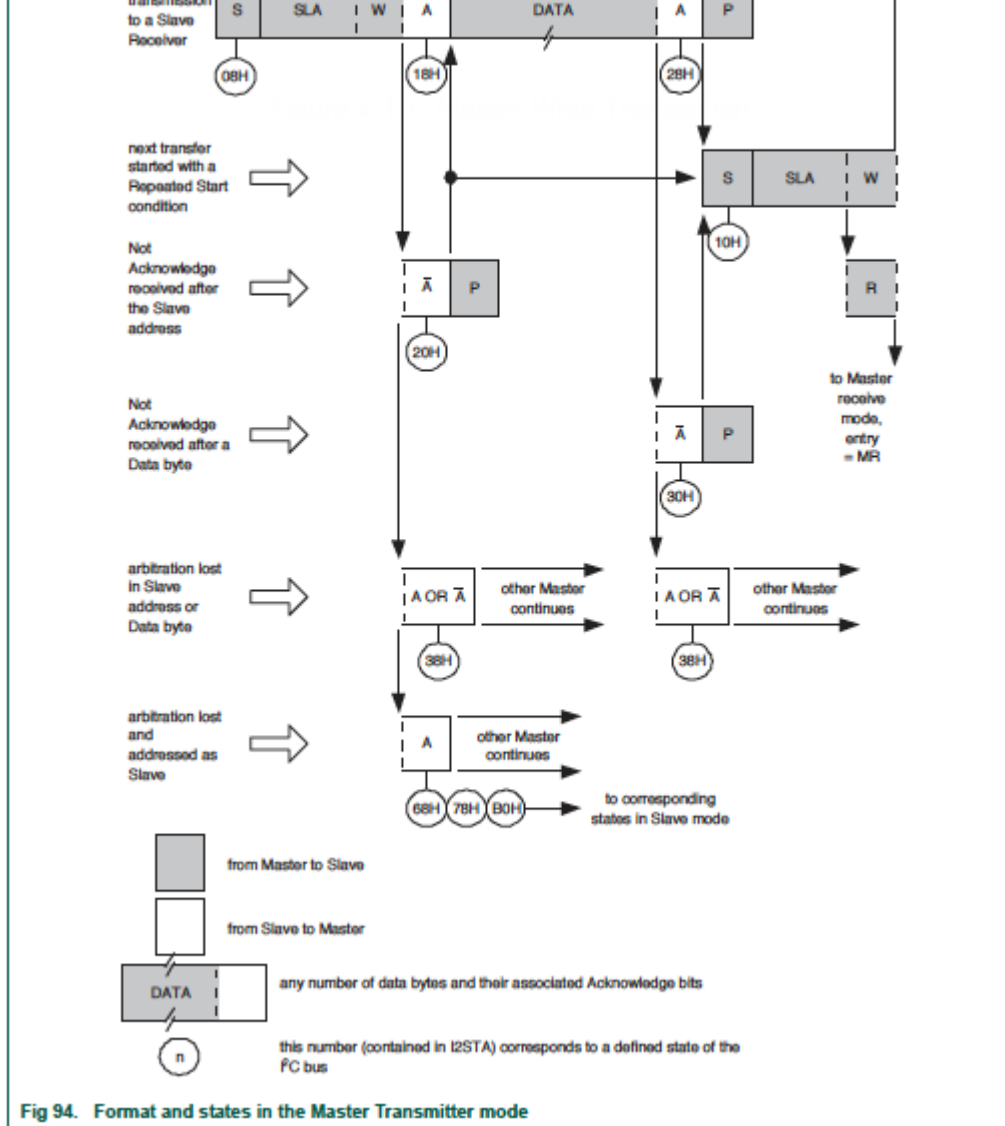 transmission
to a Slave
Receiver
S SLA W A DATA A P
08H 18H 28H
next transfer
started with a
Repeated Start
condition
S SLA W
10H
Not
Acknowledge
received after
the Slave
address
A̅ P
R
20H
to Master
receive
mode,
entry
= MR
Not
Acknowledge
received after a
Data byte
A̅ P
30H
arbitration lost
in Slave
address or
Data byte
A OR A̅
other Master
continues
A OR A̅
other Master
continues
38H 38H
arbitration lost
and
addressed as
Slave
A
other Master
continues
68H 78H B0H
to corresponding
states in Slave mode
from Master to Slave
from Slave to Master
DATA
any number of data bytes and their associated Acknowledge bits
n
this number (contained in I2STA) corresponds to a defined state of the
I²C bus
Fig 94. Format and states in the Master Transmitter mode